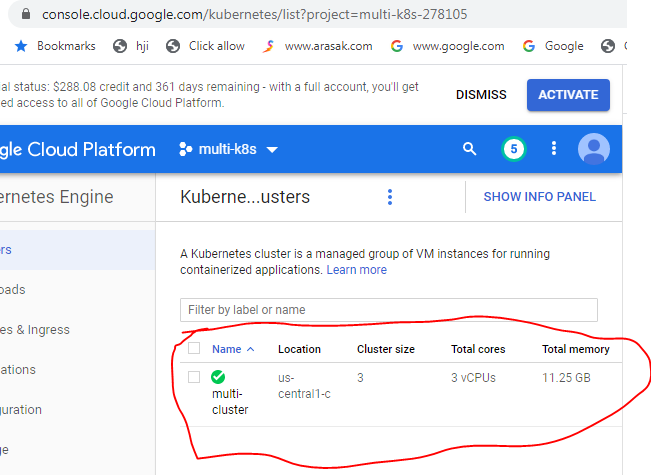 console.cloud.google.com/kubernetes/list?project=multi-k8s-278105
Bookmarks hji Click allow www.arasak.com www.google.com Google
ial status: $288.08 credit and 361 days remaining - with a full account, you'll get
ed access to all of Google Cloud Platform.
DISMISS
ACTIVATE
gle Cloud Platform
multi-k8s
5
ernetes Engine
Kuberne...usters
SHOW INFO PANEL
ers
oads
es & Ingress
ations
uration
ge
A Kubernetes cluster is a managed group of VM instances for running
containerized applications. Learn more
Filter by label or name
Name Location Cluster size Total cores Total memory
multi-
cluster
us-
central1-c
3
3 vCPUs
11.25 GB